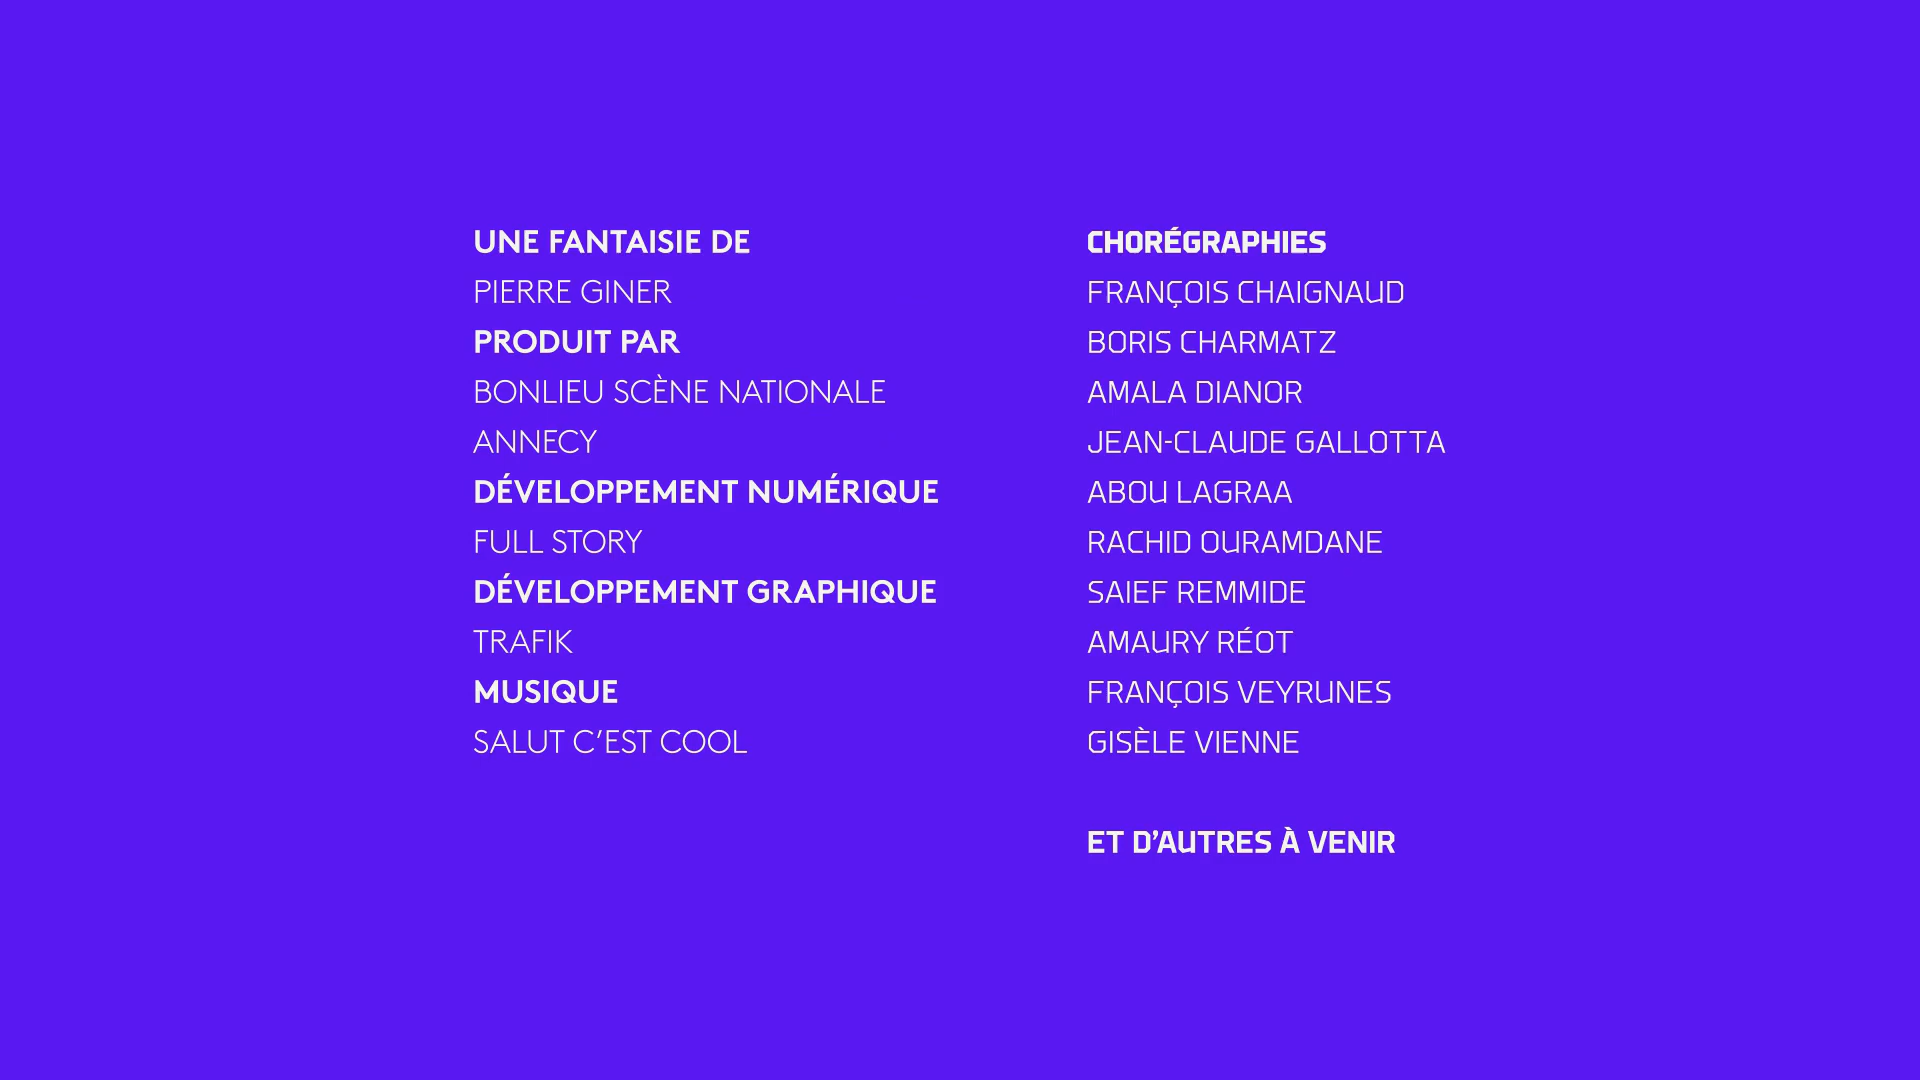 UNE FANTAISIE DE
PIERRE GINER
PRODUIT PAR
BONLIEU SCÈNE NATIONALE
ANNECY
DÉVELOPPEMENT NUMÉRIQUE
FULL STORY
DÉVELOPPEMENT GRAPHIQUE
TRAFIK
MUSIQUE
SALUT C’EST COOL
CHORÉGRAPHIES
FRANÇOIS CHAIGNAUD
BORIS CHARMATZ
AMALA DIANOR
JEAN-CLAUDE GALLOTTA
ABOU LAGRAA
RACHID OURAMDANE
SAIEF REMMIDE
AMAURY RÉOT
FRANÇOIS VEYRUNES
GISÈLE VIENNE
ET D’AUTRES À VENIR